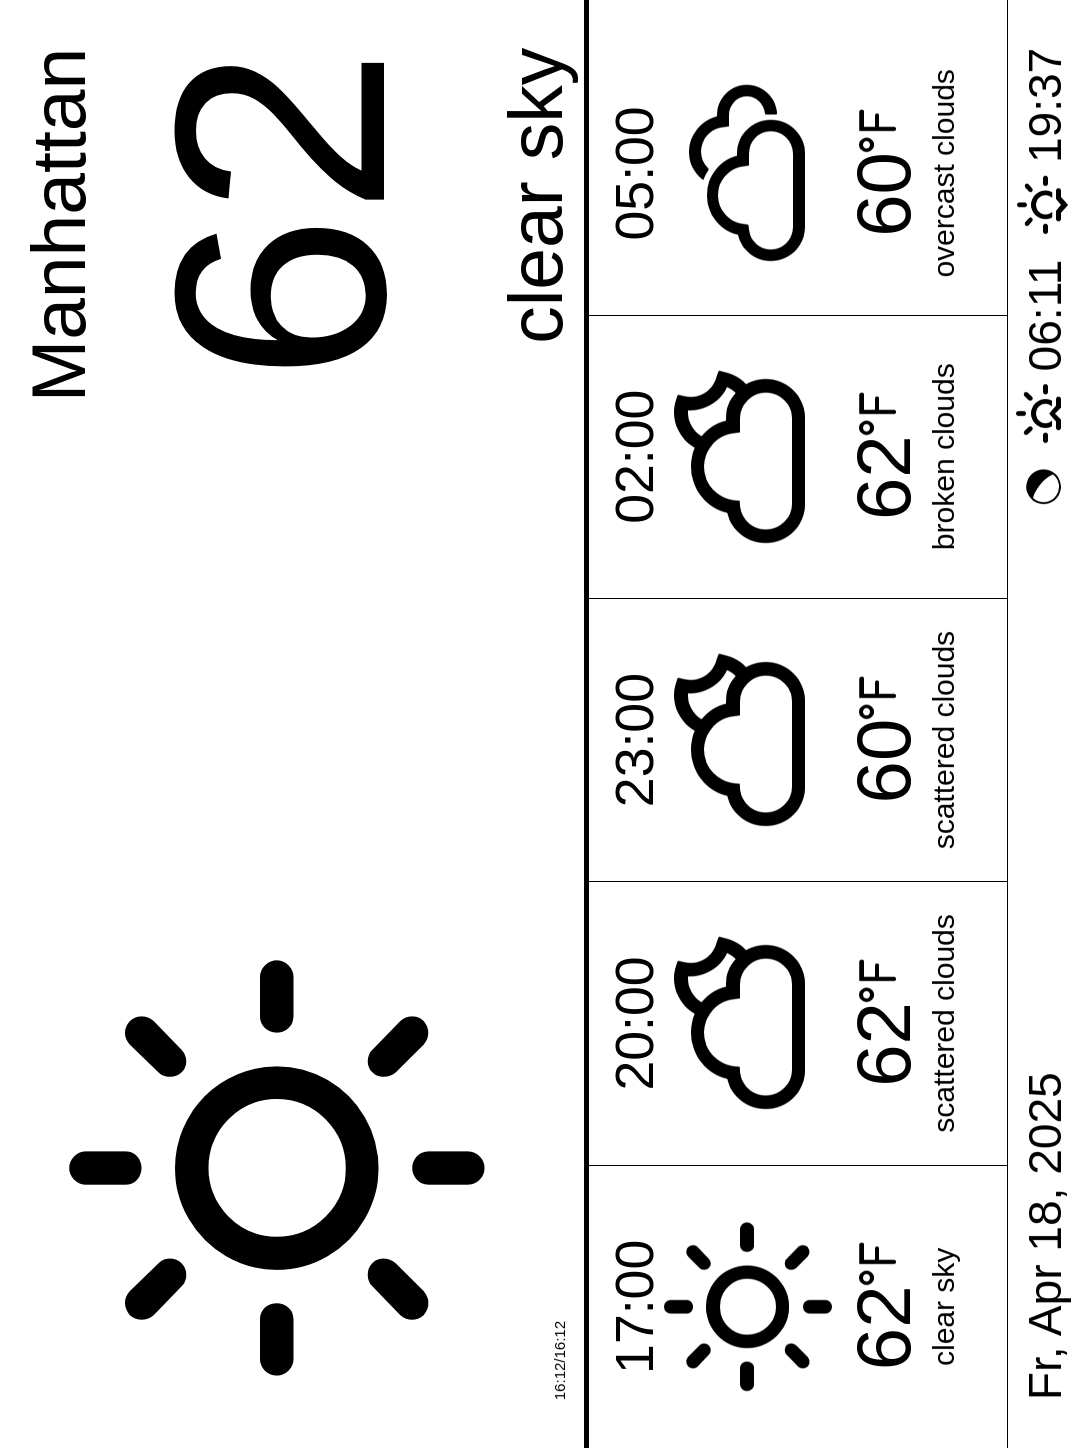 Manhattan
62
clear sky
16:12/16:12
17:00
62°F
clear sky
20:00
62°F
scattered clouds
23:00
60°F
scattered clouds
02:00
62°F
broken clouds
05:00
60°F
overcast clouds
Fr, Apr 18, 2025
06:11
19:37